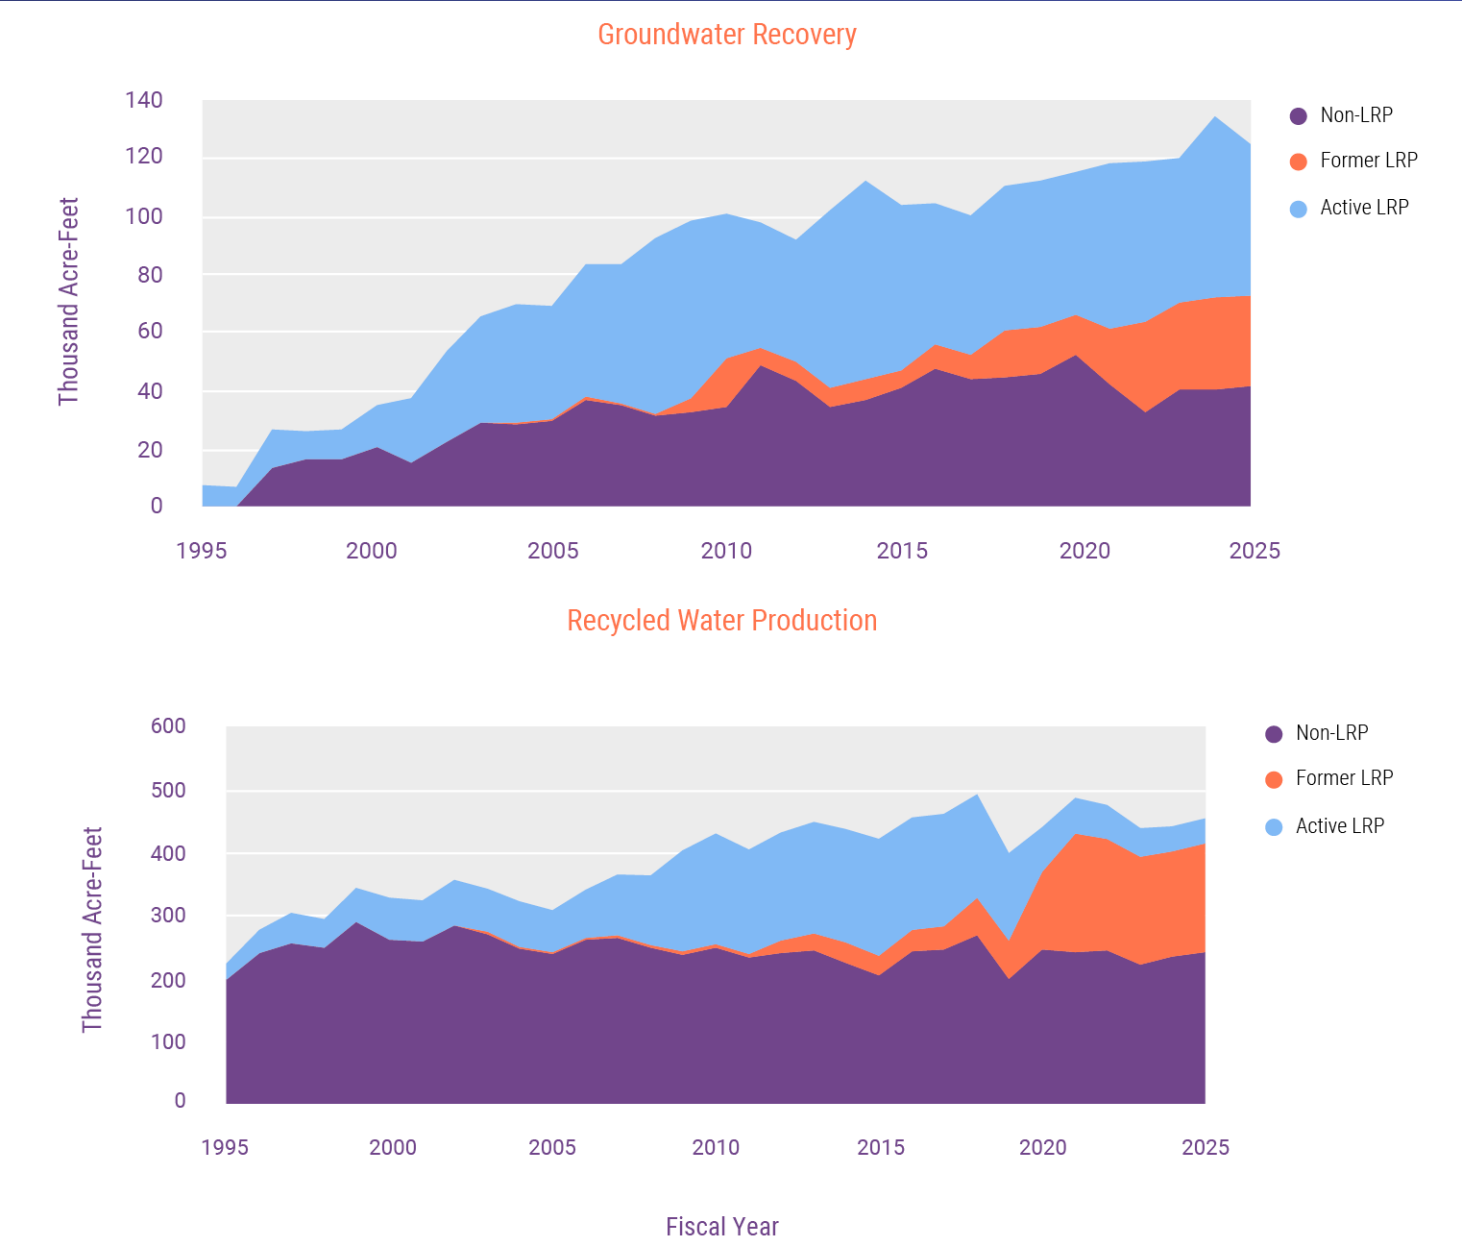 Groundwater Recovery
140
120
100
80
60
40
20
0
Thousand Acre-Feet
1995 2000 2005 2010 2015 2020 2025
Non-LRP
Former LRP
Active LRP
Recycled Water Production
600
500
400
300
200
100
0
Thousand Acre-Feet
1995 2000 2005 2010 2015 2020 2025
Non-LRP
Former LRP
Active LRP
Fiscal Year